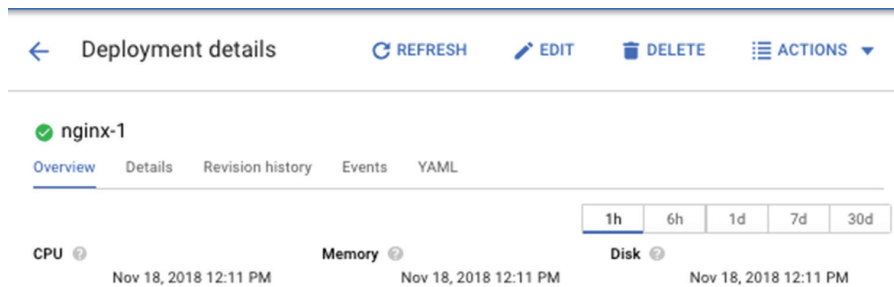 Deployment details REFRESH EDIT DELETE ACTIONS
nginx-1
Overview Details Revision history Events YAML
1h 6h 1d 7d 30d
CPU Memory Disk
Nov 18, 2018 12:11 PM Nov 18, 2018 12:11 PM Nov 18, 2018 12:11 PM